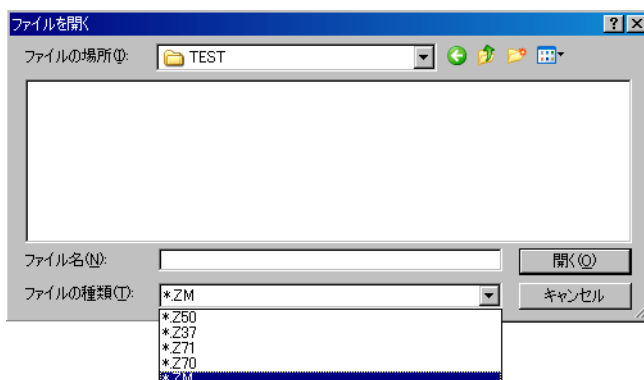 ファイルを開く
ファイルの場所(I):
TEST
ファイル名(N):
開く(O)
ファイルの種類(T):
*.ZM
キャンセル
*.Z50
*.Z37
*.Z71
*.Z70
*.ZM